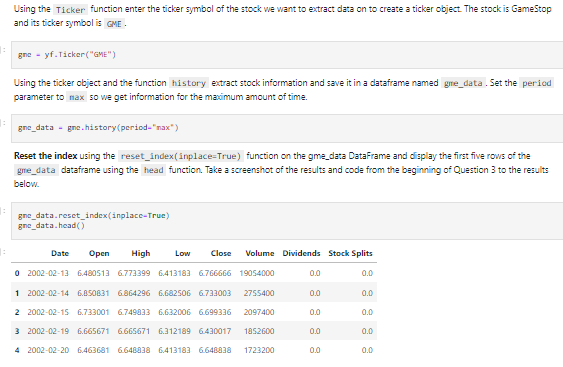 Using the Ticker function enter the ticker symbol of the stock we want to extract data on to create a ticker object. The stock is GameStop
and its ticker symbol is GME .
gme = yf.Ticker("GME")
Using the ticker object and the function history extract stock information and save it in a dataframe named gme_data . Set the period
parameter to max so we get information for the maximum amount of time.
gme_data = gme.history(period="max")
Reset the index using the reset_index(inplace=True) function on the gme_data DataFrame and display the first five rows of the
gme_data dataframe using the head function. Take a screenshot of the results and code from the beginning of Question 3 to the results
below.
gme_data.reset_index(inplace=True)
gme_data.head()
Date Open High Low Close Volume Dividends Stock Splits
0 2002-02-13 6.480513 6.773399 6.413183 6.766666 19054000 0.0 0.0
1 2002-02-14 6.850831 6.864296 6.682506 6.733003 2755400 0.0 0.0
2 2002-02-15 6.733001 6.749833 6.632006 6.699336 2097400 0.0 0.0
3 2002-02-19 6.665671 6.665671 6.312189 6.430017 1852600 0.0 0.0
4 2002-02-20 6.463681 6.648838 6.413183 6.648838 1723200 0.0 0.0